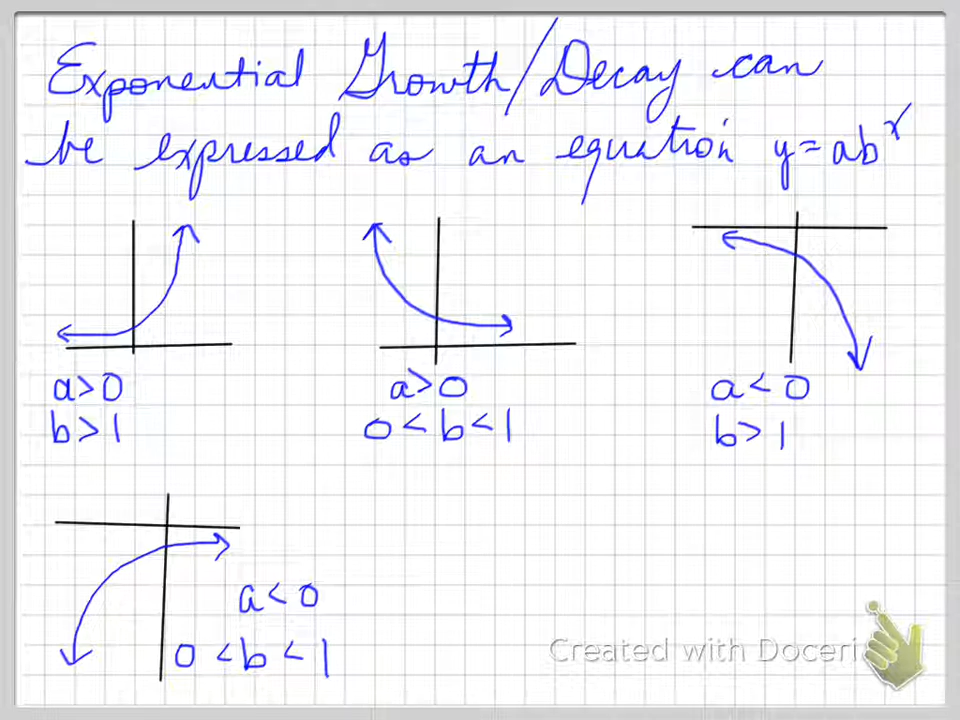 Exponential Growth/Decay can
be expressed as an equation y = ab^x
a > 0
b > 1
a > 0
0 < b < 1
a < 0
b > 1
a < 0
0 < b < 1
Created with Doceri